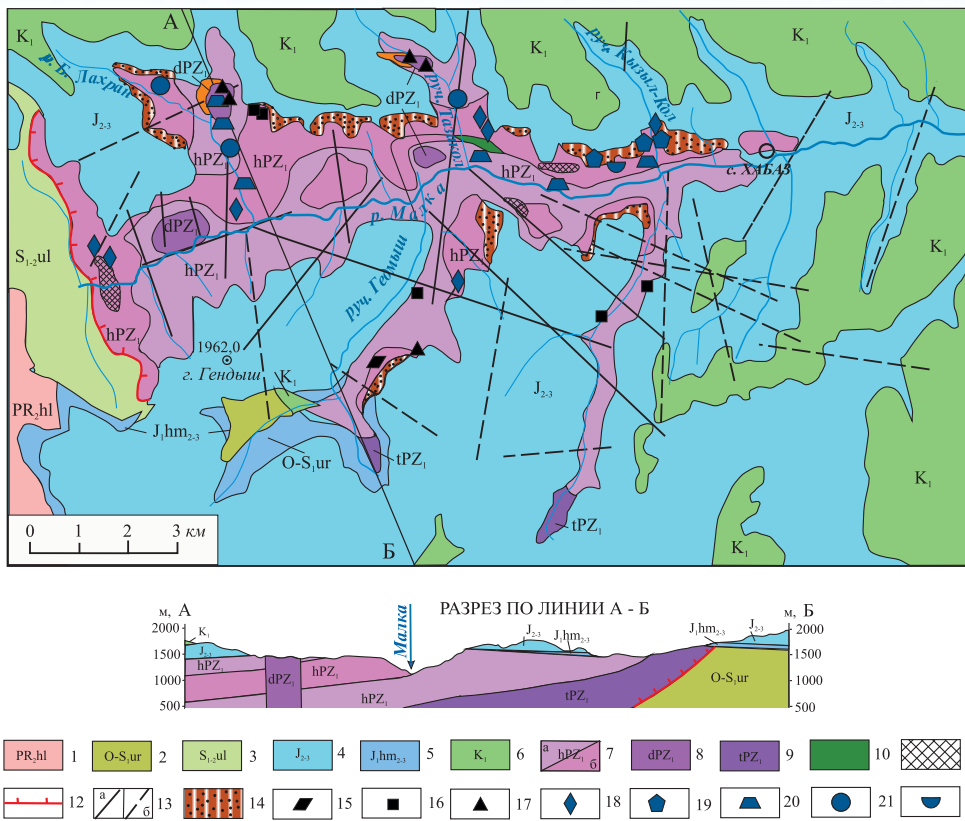 А
K₁
K₁
K₁
K₁
р. Б. Лахран
dPZ₁
руч. Кызыл-Кол
J₂₋₃
руч. Тазакол
dPZ₁
г
J₂₋₃
hPZ₁
hPZ₁
hPZ₁
с. ХАБАЗ
р. Малка
dPZ₁
hPZ₁
hPZ₁
S₁₋₂ul
K₁
руч. Гедмыш
hPZ₁
1962,0
г. Гендыш
K₁
J₂₋₃
PR₂hl
J₁hm₂₋₃
O-S₁ur
tPZ₁
K₁
tPZ₁
K₁
0 1 2 3 км
Б
РАЗРЕЗ ПО ЛИНИИ А - Б
м, А
Малка
м, Б
2000
1500
1000
500
K₁
J₂₋₃
hPZ₁
dPZ₁
hPZ₁
hPZ₁
J₂₋₃
J₁hm₂₋₃
tPZ₁
J₁hm₂₋₃
J₂₋₃
O-S₁ur
2000
1500
1000
500
PR₂hl 1 O-S₁ur 2 S₁₋₂ul 3 J₂₋₃ 4 J₁hm₂₋₃ 5 K₁ 6 а hPZ₁ б 7 dPZ₁ 8 tPZ₁ 9 10
12 а б 13 14 15 16 17 18 19 20 21